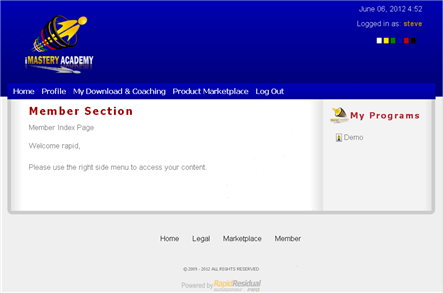 June 06, 2012 4:52
Logged in as: steve
iMASTERY ACADEMY
Home Profile My Download & Coaching Product Marketplace Log Out
Member Section
My Programs
Member Index Page
Demo
Welcome rapid,
Please use the right side menu to access your content.
Home Legal Marketplace Member
© 2009 - 2012 ALL RIGHTS RESERVED
Powered by RapidResidual
PRO